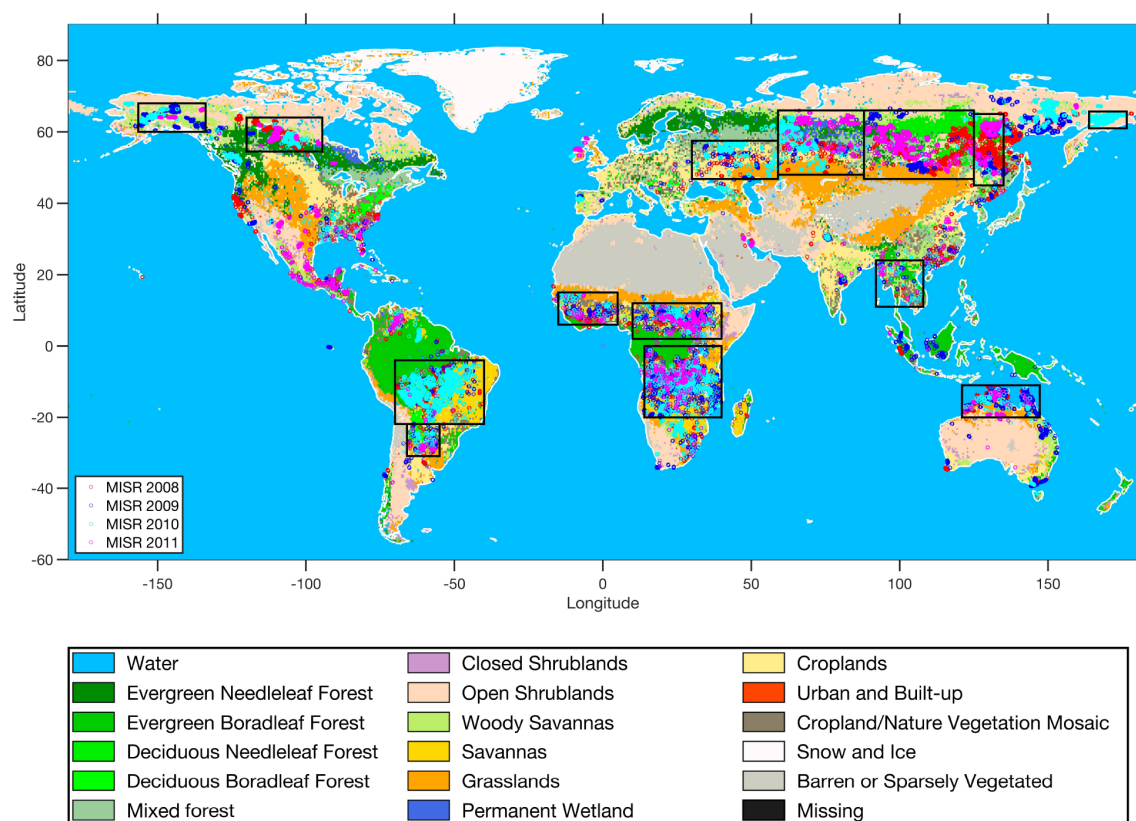 80
60
40
20
0
-20
-40
-60
Latitude
MISR 2008
MISR 2009
MISR 2010
MISR 2011
-150 -100 -50 0 50 100 150
Longitude
Water Closed Shrublands Croplands
Evergreen Needleleaf Forest Open Shrublands Urban and Built-up
Evergreen Boradleaf Forest Woody Savannas Cropland/Nature Vegetation Mosaic
Deciduous Needleleaf Forest Savannas Snow and Ice
Deciduous Boradleaf Forest Grasslands Barren or Sparsely Vegetated
Mixed forest Permanent Wetland Missing